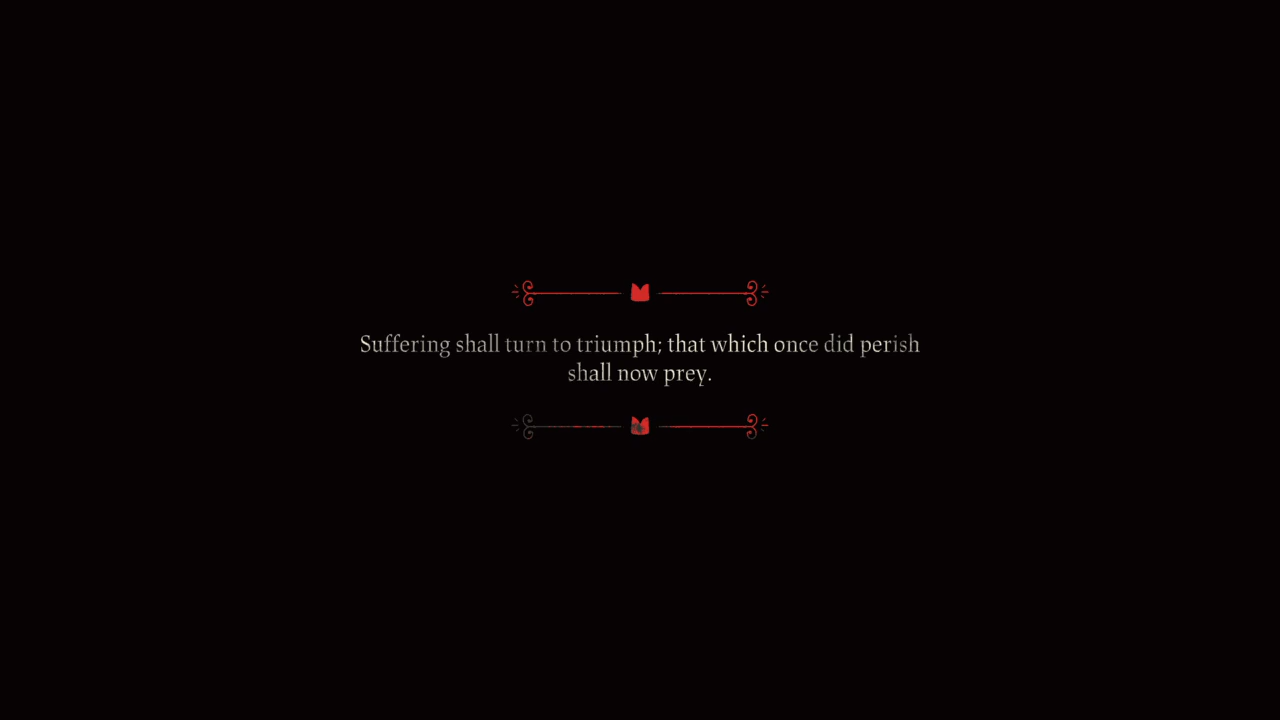 Suffering shall turn to triumph; that which once did perish
shall now prey.